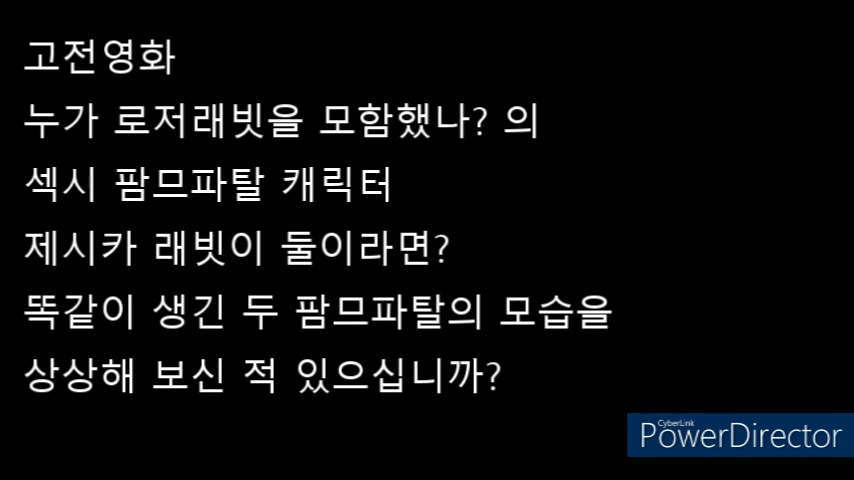 고전영화
누가 로저래빗을 모함했나? 의
섹시 팜므파탈 캐릭터
제시카 래빗이 둘이라면?
똑같이 생긴 두 팜므파탈의 모습을
상상해 보신 적 있으십니까?
CyberLink
PowerDirector